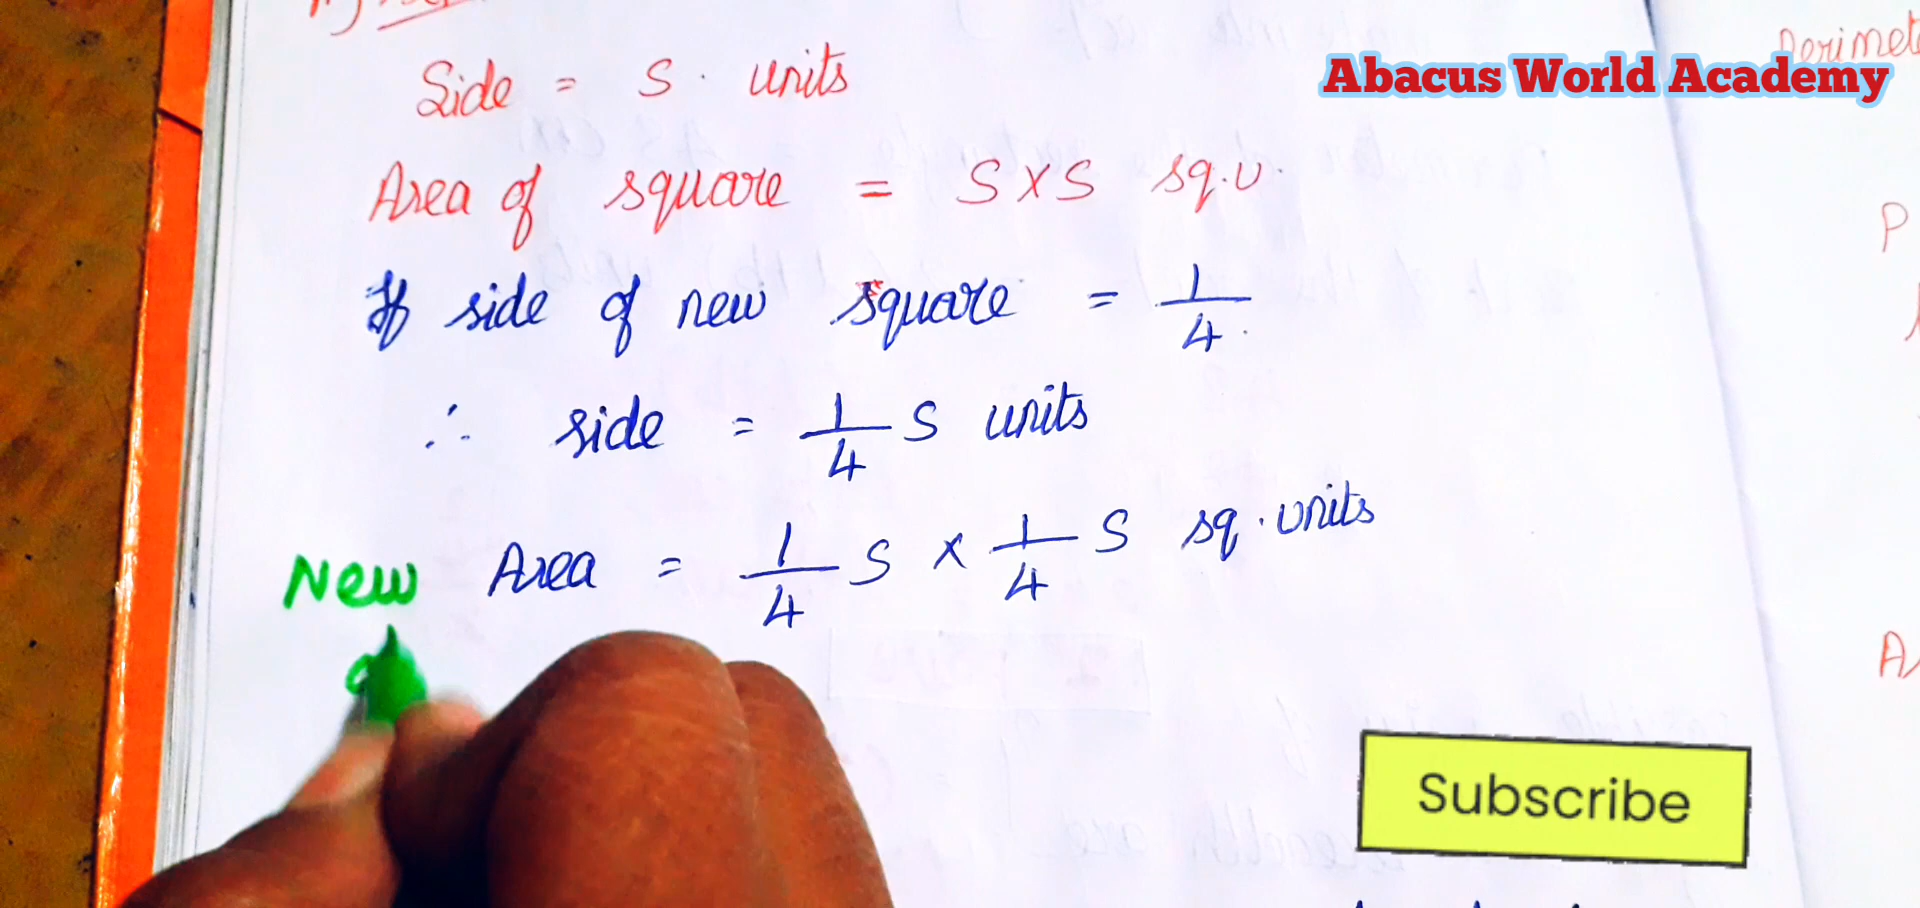 Abacus World Academy
Side = S. units
Area of square = S×S sq.u.
If side of new square = 1/4.
∴ side = 1/4 S units
New Area = 1/4 S × 1/4 S sq.units
P
Subscribe